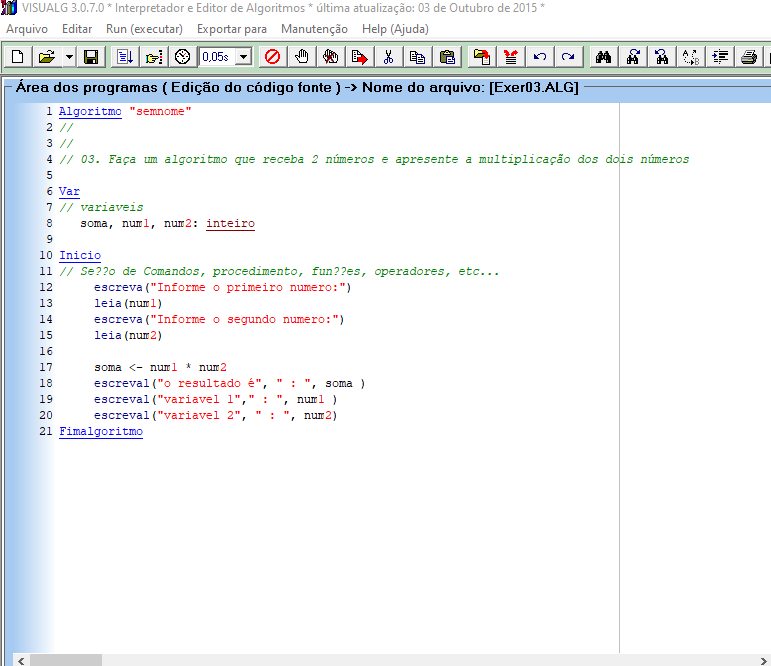 VISUALG 3.0.7.0 * Interpretador e Editor de Algoritmos * última atualização: 03 de Outubro de 2015 *
Arquivo Editar Run (executar) Exportar para Manutenção Help (Ajuda)
0,05s
Área dos programas ( Edição do código fonte ) -> Nome do arquivo: [Exer03.ALG]
1 Algoritmo "semnome"
2 //
3 //
4 // 03. Faça um algoritmo que receba 2 números e apresente a multiplicação dos dois números
5
6 Var
7 // variaveis
8 soma, num1, num2: inteiro
9
10 Inicio
11 // Se??o de Comandos, procedimento, fun??es, operadores, etc...
12 escreva("Informe o primeiro numero:")
13 leia(num1)
14 escreva("Informe o segundo numero:")
15 leia(num2)
16
17 soma <- num1 * num2
18 escreval("o resultado é", " : ", soma )
19 escreval("variavel 1"," : ", num1 )
20 escreval("variavel 2", " : ", num2)
21 Fimalgoritmo